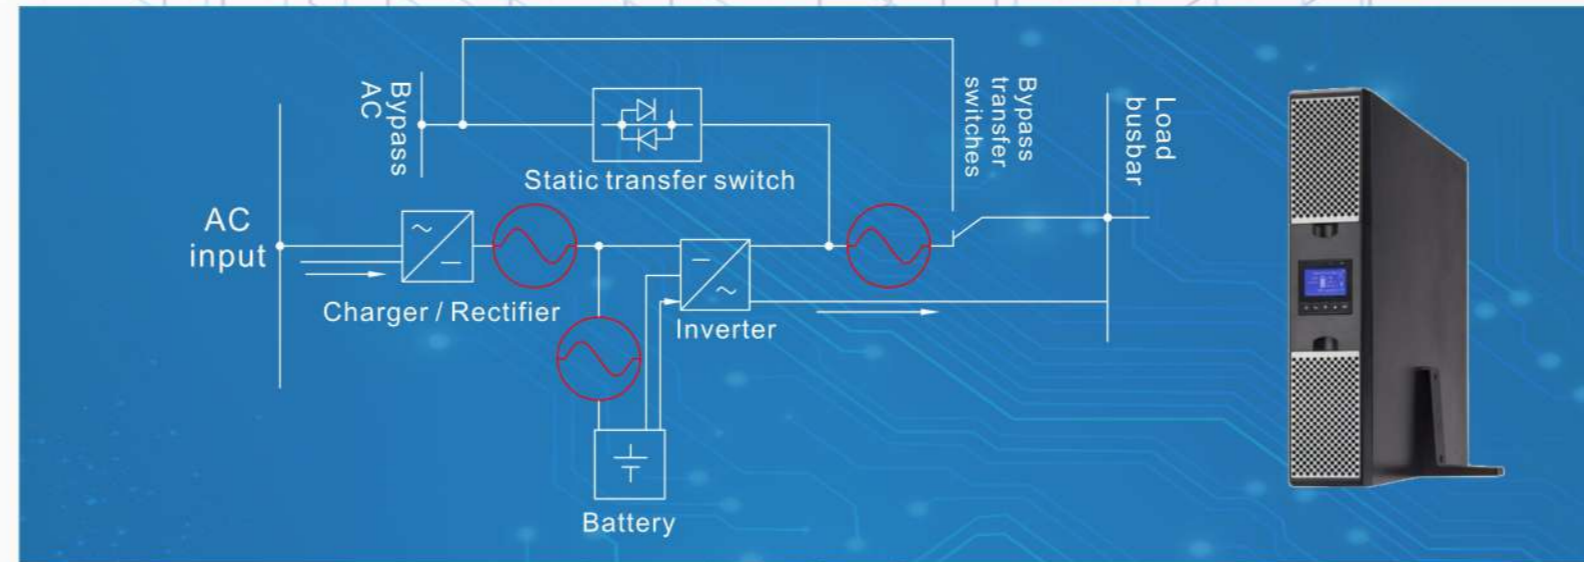 Bypass
AC
Bypass
transfer
switches
Load
busbar
Static transfer switch
AC
input
Charger / Rectifier
Inverter
Battery